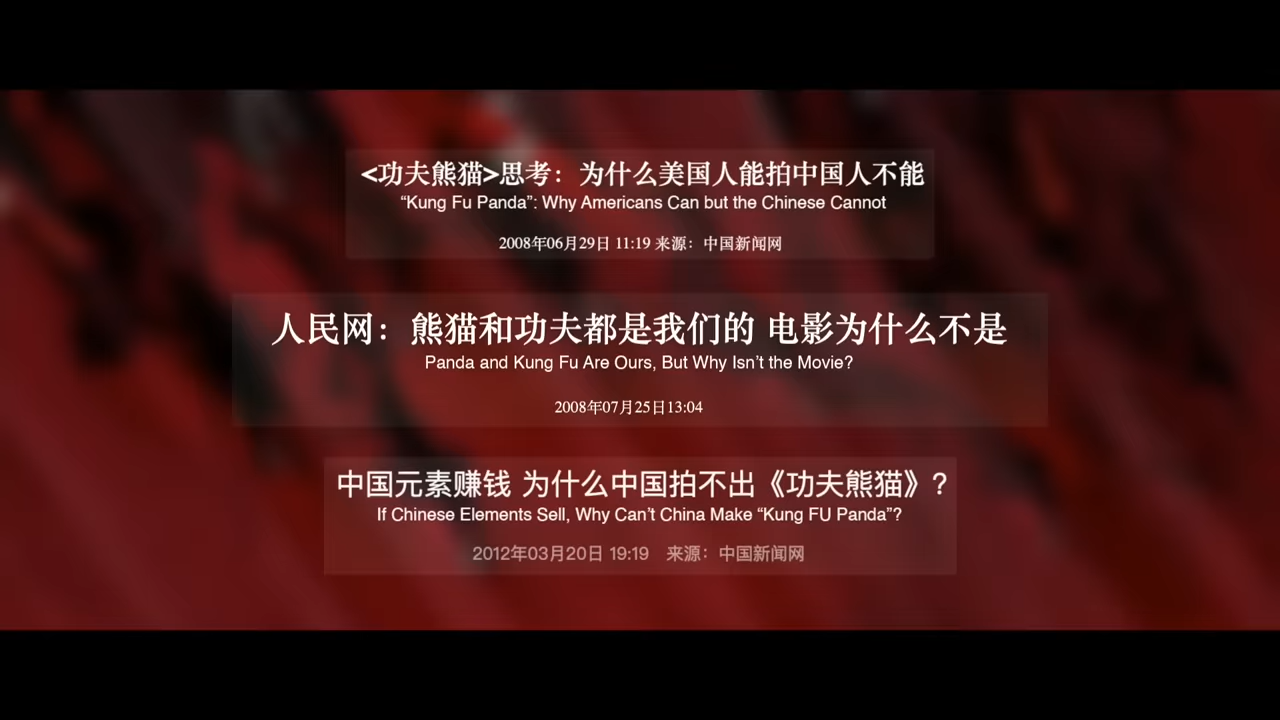 <功夫熊猫>思考：为什么美国人能拍中国人不能
“Kung Fu Panda”: Why Americans Can but the Chinese Cannot
2008年06月29日 11:19 来源：中国新闻网
人民网：熊猫和功夫都是我们的 电影为什么不是
Panda and Kung Fu Are Ours, But Why Isn’t the Movie?
2008年07月25日13:04
中国元素赚钱 为什么中国拍不出《功夫熊猫》?
If Chinese Elements Sell, Why Can’t China Make “Kung FU Panda”?
2012年03月20日 19:19 来源：中国新闻网